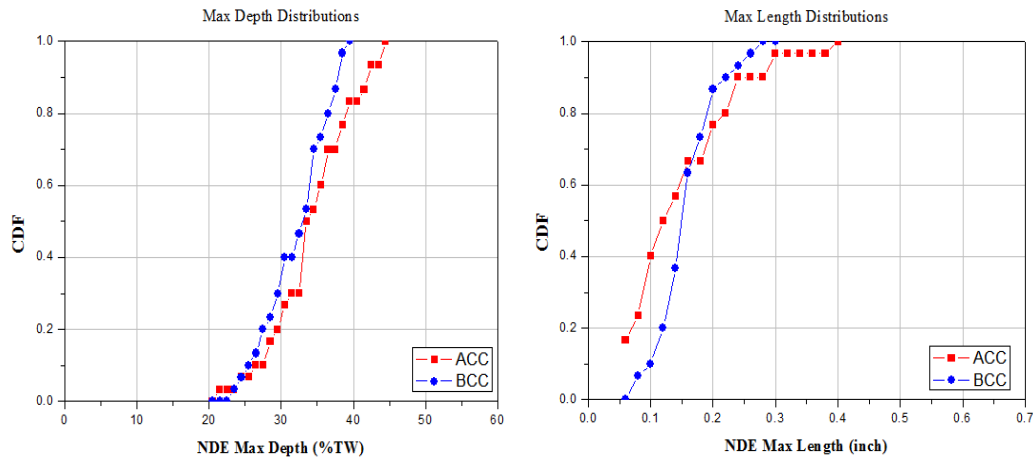 Max Depth Distributions
1.0
0.8
0.6
0.4
0.2
0.0
CDF
0 10 20 30 40 50 60
NDE Max Depth (%TW)
ACC
BCC
Max Length Distributions
1.0
0.8
0.6
0.4
0.2
0.0
CDF
0.0 0.1 0.2 0.3 0.4 0.5 0.6 0.7
NDE Max Length (inch)
ACC
BCC